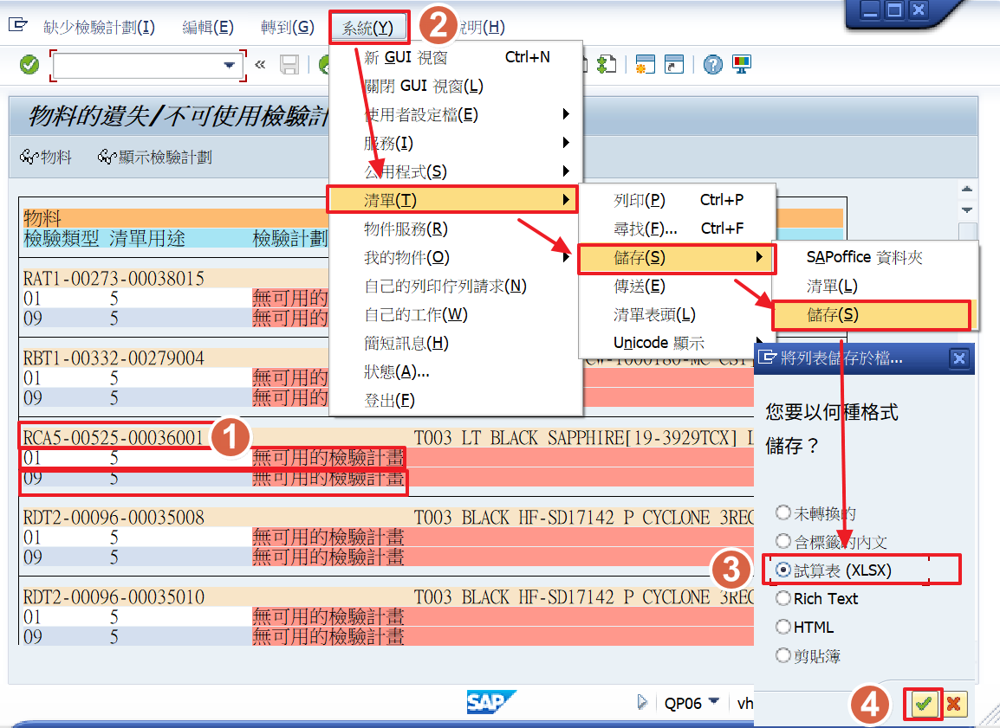 缺少檢驗計劃(I) 編輯(E) 轉到(G) 系統(Y) 2 說明(H)
«
物料的遺失/不可使用檢驗計
物料 顯示檢驗計劃
新 GUI 視窗 Ctrl+N
關閉 GUI 視窗(L)
使用者設定檔(E)
服務(I)
公用程式(S)
清單(T)
物件服務(R)
我的物件(O)
自己的列印佇列請求(N)
自己的工作(W)
簡短訊息(H)
狀態(A)...
登出(F)
列印(P) Ctrl+P
尋找(F)... Ctrl+F
儲存(S)
傳送(E)
清單表頭(L)
Unicode 顯示
SAPoffice 資料夾
清單(L)
儲存(S)
物料
檢驗類型 清單用途 檢驗計劃
RAT1-00273-00038015
01 5 無可用的
09 5 無可用的
RBT1-00332-00279004
01 5 無可用的
09 5 無可用的
RCA5-00525-00036001 1 T003 LT BLACK SAPPHIRE[19-3929TCX] L
01 5 無可用的檢驗計畫
09 5 無可用的檢驗計畫
RDT2-00096-00035008 T003 BLACK HF-SD17142 P CYCLONE 3REC
01 5 無可用的檢驗計畫
09 5 無可用的檢驗計畫
RDT2-00096-00035010 T003 BLACK HF-SD17142 P CYCLONE 3REC
01 5 無可用的檢驗計畫
09 5 無可用的檢驗計畫
將列表儲存於檔...
您要以何種格式
儲存？
未轉換的
含標籤的內文
3 試算表 (XLSX)
Rich Text
HTML
剪貼簿
4
SAP QP06 vh